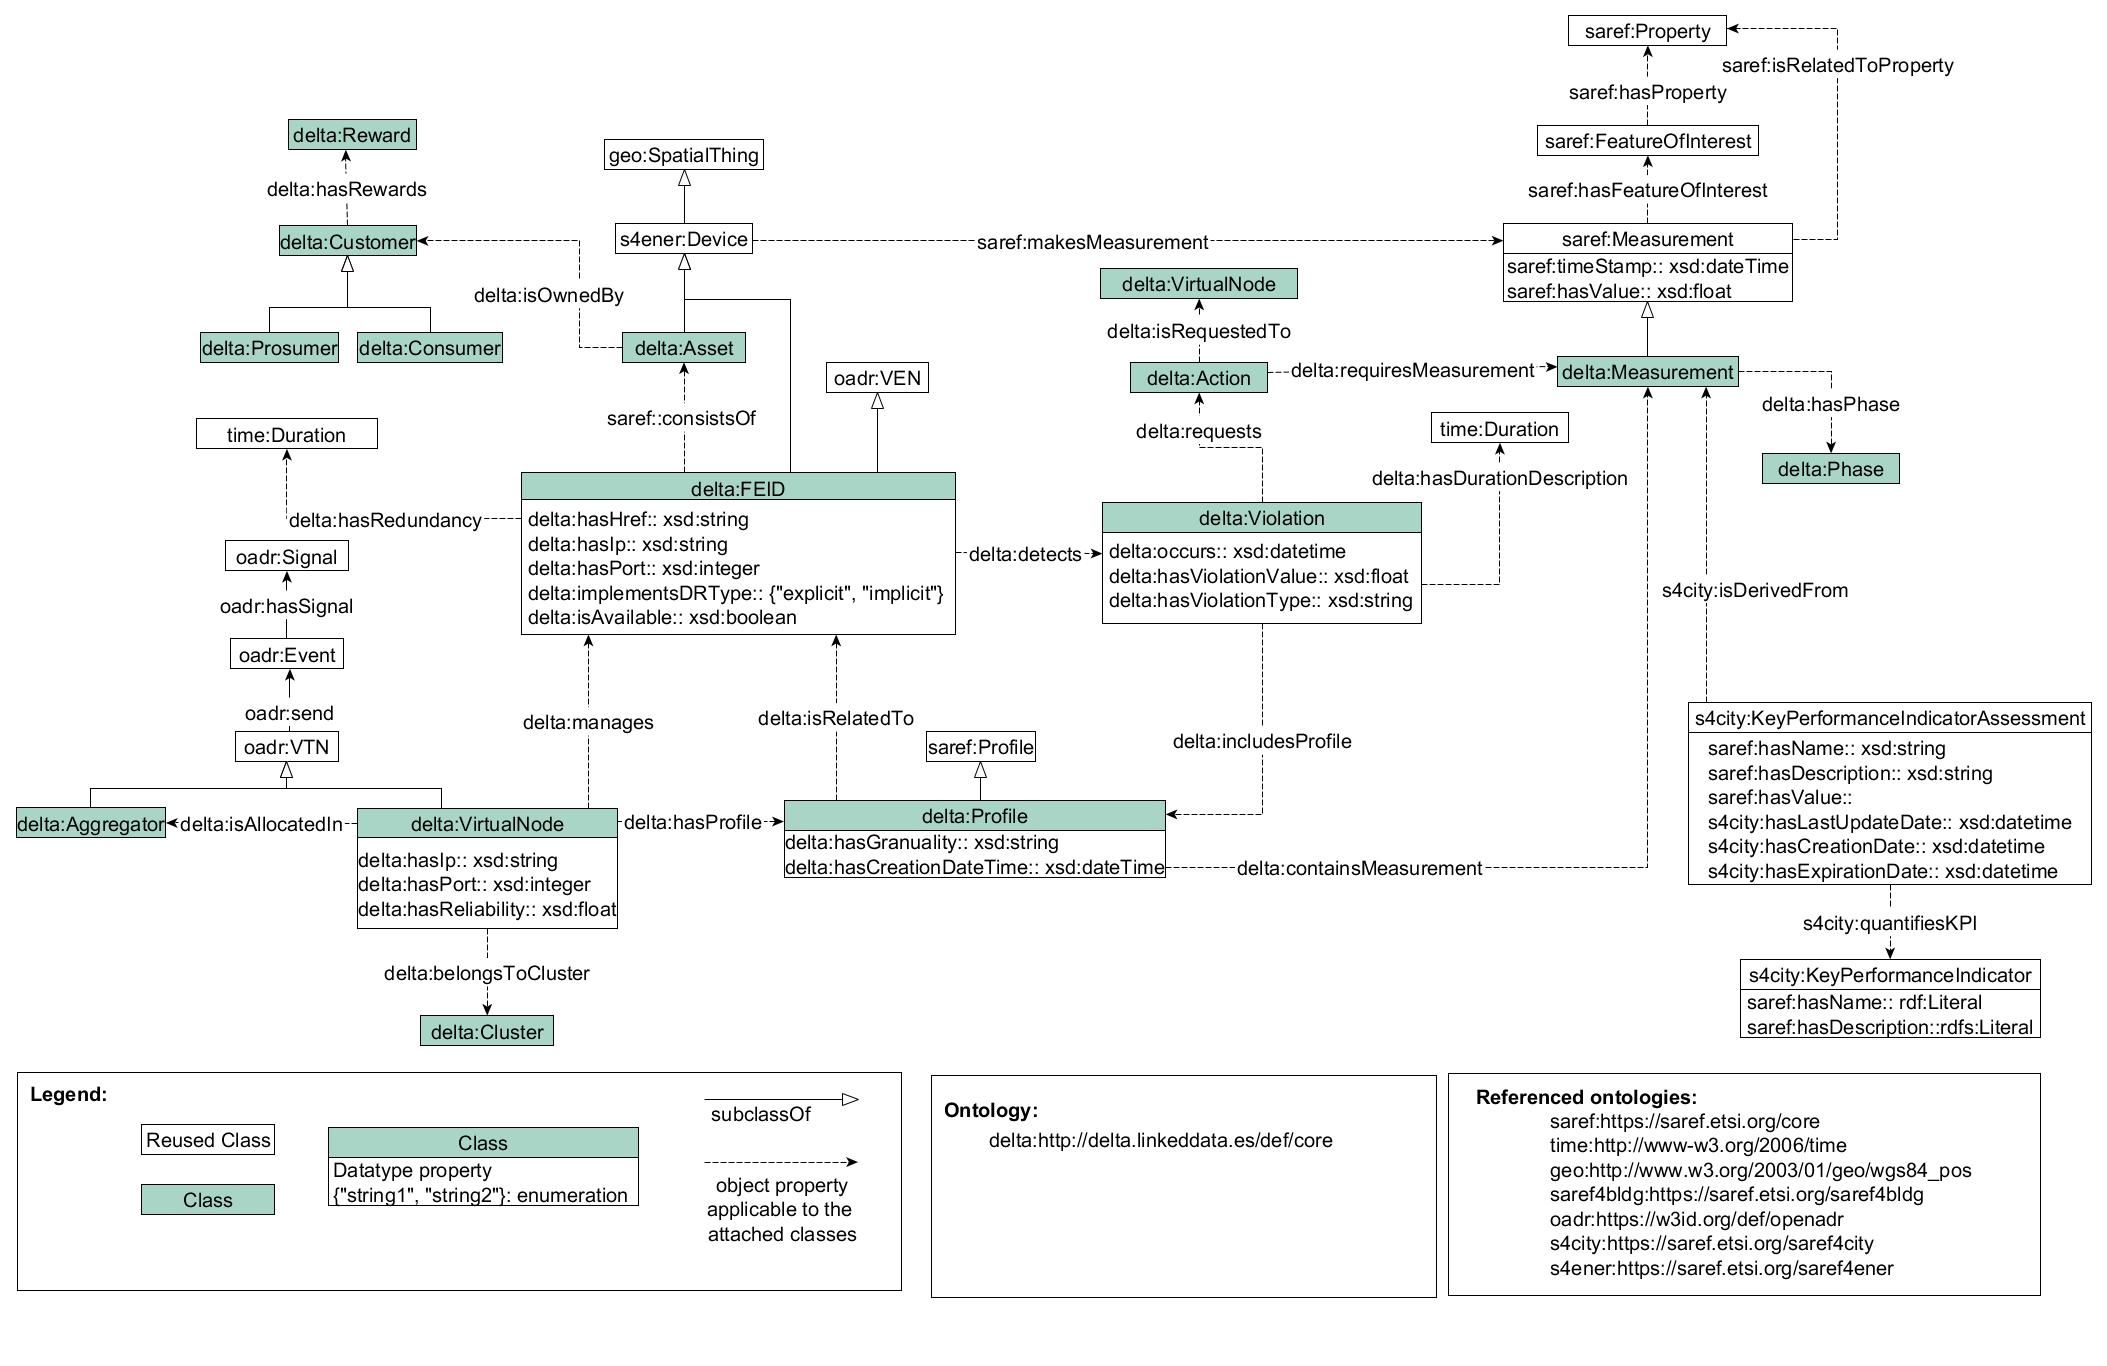 saref:Property
saref:isRelatedToProperty
saref:hasProperty
delta:Reward
saref:FeatureOfInterest
geo:SpatialThing
delta:hasRewards
saref:hasFeatureOfInterest
delta:Customer
s4ener:Device
saref:makesMeasurement
saref:Measurement
saref:timeStamp:: xsd:dateTime
saref:hasValue:: xsd:float
delta:VirtualNode
delta:isOwnedBy
delta:isRequestedTo
delta:Prosumer
delta:Consumer
delta:Asset
delta:Action
delta:requiresMeasurement
delta:Measurement
oadr:VEN
delta:hasPhase
saref::consistsOf
delta:requests
time:Duration
time:Duration
delta:Phase
delta:hasDurationDescription
delta:FEID
delta:hasHref:: xsd:string
delta:hasIp:: xsd:string
delta:hasPort:: xsd:integer
delta:implementsDRType:: {"explicit", "implicit"}
delta:isAvailable:: xsd:boolean
delta:hasRedundancy
delta:Violation
delta:occurs:: xsd:datetime
delta:hasViolationValue:: xsd:float
delta:hasViolationType:: xsd:string
delta:detects
oadr:Signal
oadr:hasSignal
s4city:isDerivedFrom
oadr:Event
oadr:send
delta:manages
delta:isRelatedTo
delta:includesProfile
oadr:VTN
saref:Profile
s4city:KeyPerformanceIndicatorAssessment
saref:hasName:: xsd:string
saref:hasDescription:: xsd:string
saref:hasValue::
s4city:hasLastUpdateDate:: xsd:datetime
s4city:hasCreationDate:: xsd:datetime
s4city:hasExpirationDate:: xsd:datetime
delta:Aggregator
delta:isAllocatedIn
delta:VirtualNode
delta:hasIp:: xsd:string
delta:hasPort:: xsd:integer
delta:hasReliability:: xsd:float
delta:hasProfile
delta:Profile
delta:hasGranuality:: xsd:string
delta:hasCreationDateTime:: xsd:dateTime
delta:containsMeasurement
s4city:quantifiesKPI
delta:belongsToCluster
s4city:KeyPerformanceIndicator
saref:hasName:: rdf:Literal
saref:hasDescription::rdfs:Literal
delta:Cluster
Legend:
Reused Class
Class
Class
Datatype property
{"string1", "string2"}: enumeration
subclassOf
object property
applicable to the
attached classes
Ontology:
delta:http://delta.linkeddata.es/def/core
Referenced ontologies:
saref:https://saref.etsi.org/core
time:http://www-w3.org/2006/time
geo:http://www.w3.org/2003/01/geo/wgs84_pos
saref4bldg:https://saref.etsi.org/saref4bldg
oadr:https://w3id.org/def/openadr
s4city:https://saref.etsi.org/saref4city
s4ener:https://saref.etsi.org/saref4ener